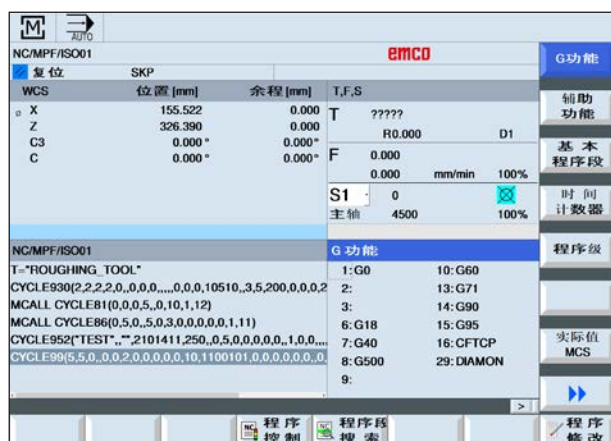 M
AUTO
NC/MPF/ISO01
emco
G功能
复位 SKP
WCS 位置 [mm] 余程 [mm] T,F,S
辅助
功能
X 155.522 0.000
T ?????
Z 326.390 0.000
R0.000 D1
C3 0.000 ° 0.000 °
C 0.000 ° 0.000 °
F 0.000
0.000 mm/min 100%
基 本
程序段
S1 0
主轴 4500 100%
时 间
计数器
NC/MPF/ISO01
G 功能
程序级
T="ROUGHING_TOOL"
CYCLE930(2,2,2,2,0,,0,0,0,,,,,0,0,0,10510,,3,5,200,0,0,0,2
MCALL CYCLE81(0,0,0,5,,0,10,1,12)
MCALL CYCLE86(0,5,0,,5,0,3,0,0,0,0,0,1,11)
CYCLE952("TEST",,"",2101411,250,,0,5,0,0,0,0,0,,1,0,0,,,,
CYCLE99(5,5,0,,0,0,2,0,0,0,0,0,10,1100101,0,0,0,0,0,0,,0,
1: G0 10: G60
2: 13: G71
3: 14: G90
6: G18 15: G95
7: G40 16: CFTCP
8: G500 29: DIAMON
9:
实际值
MCS
>
NC 程 序
控 制
NC 程序段
搜 索
程 序
修 改